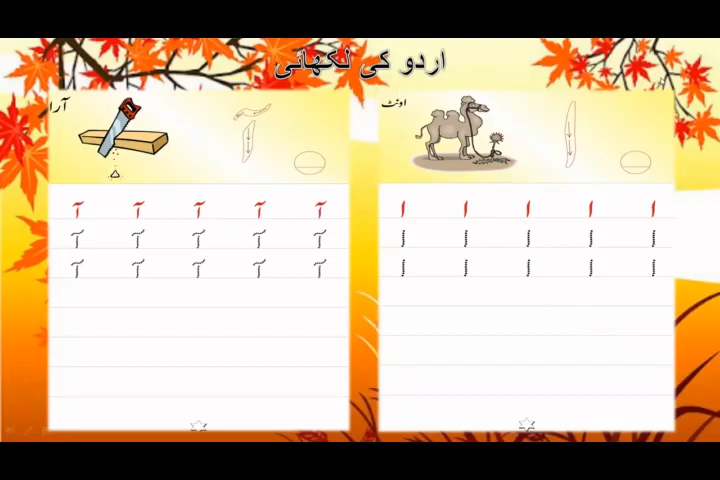 اردو کی لکھائی
اونٹ
ا ا ا ا ا
ا ا ا ا ا
ا ا ا ا ا
آرا
آ آ آ آ آ
آ آ آ آ آ
آ آ آ آ آ